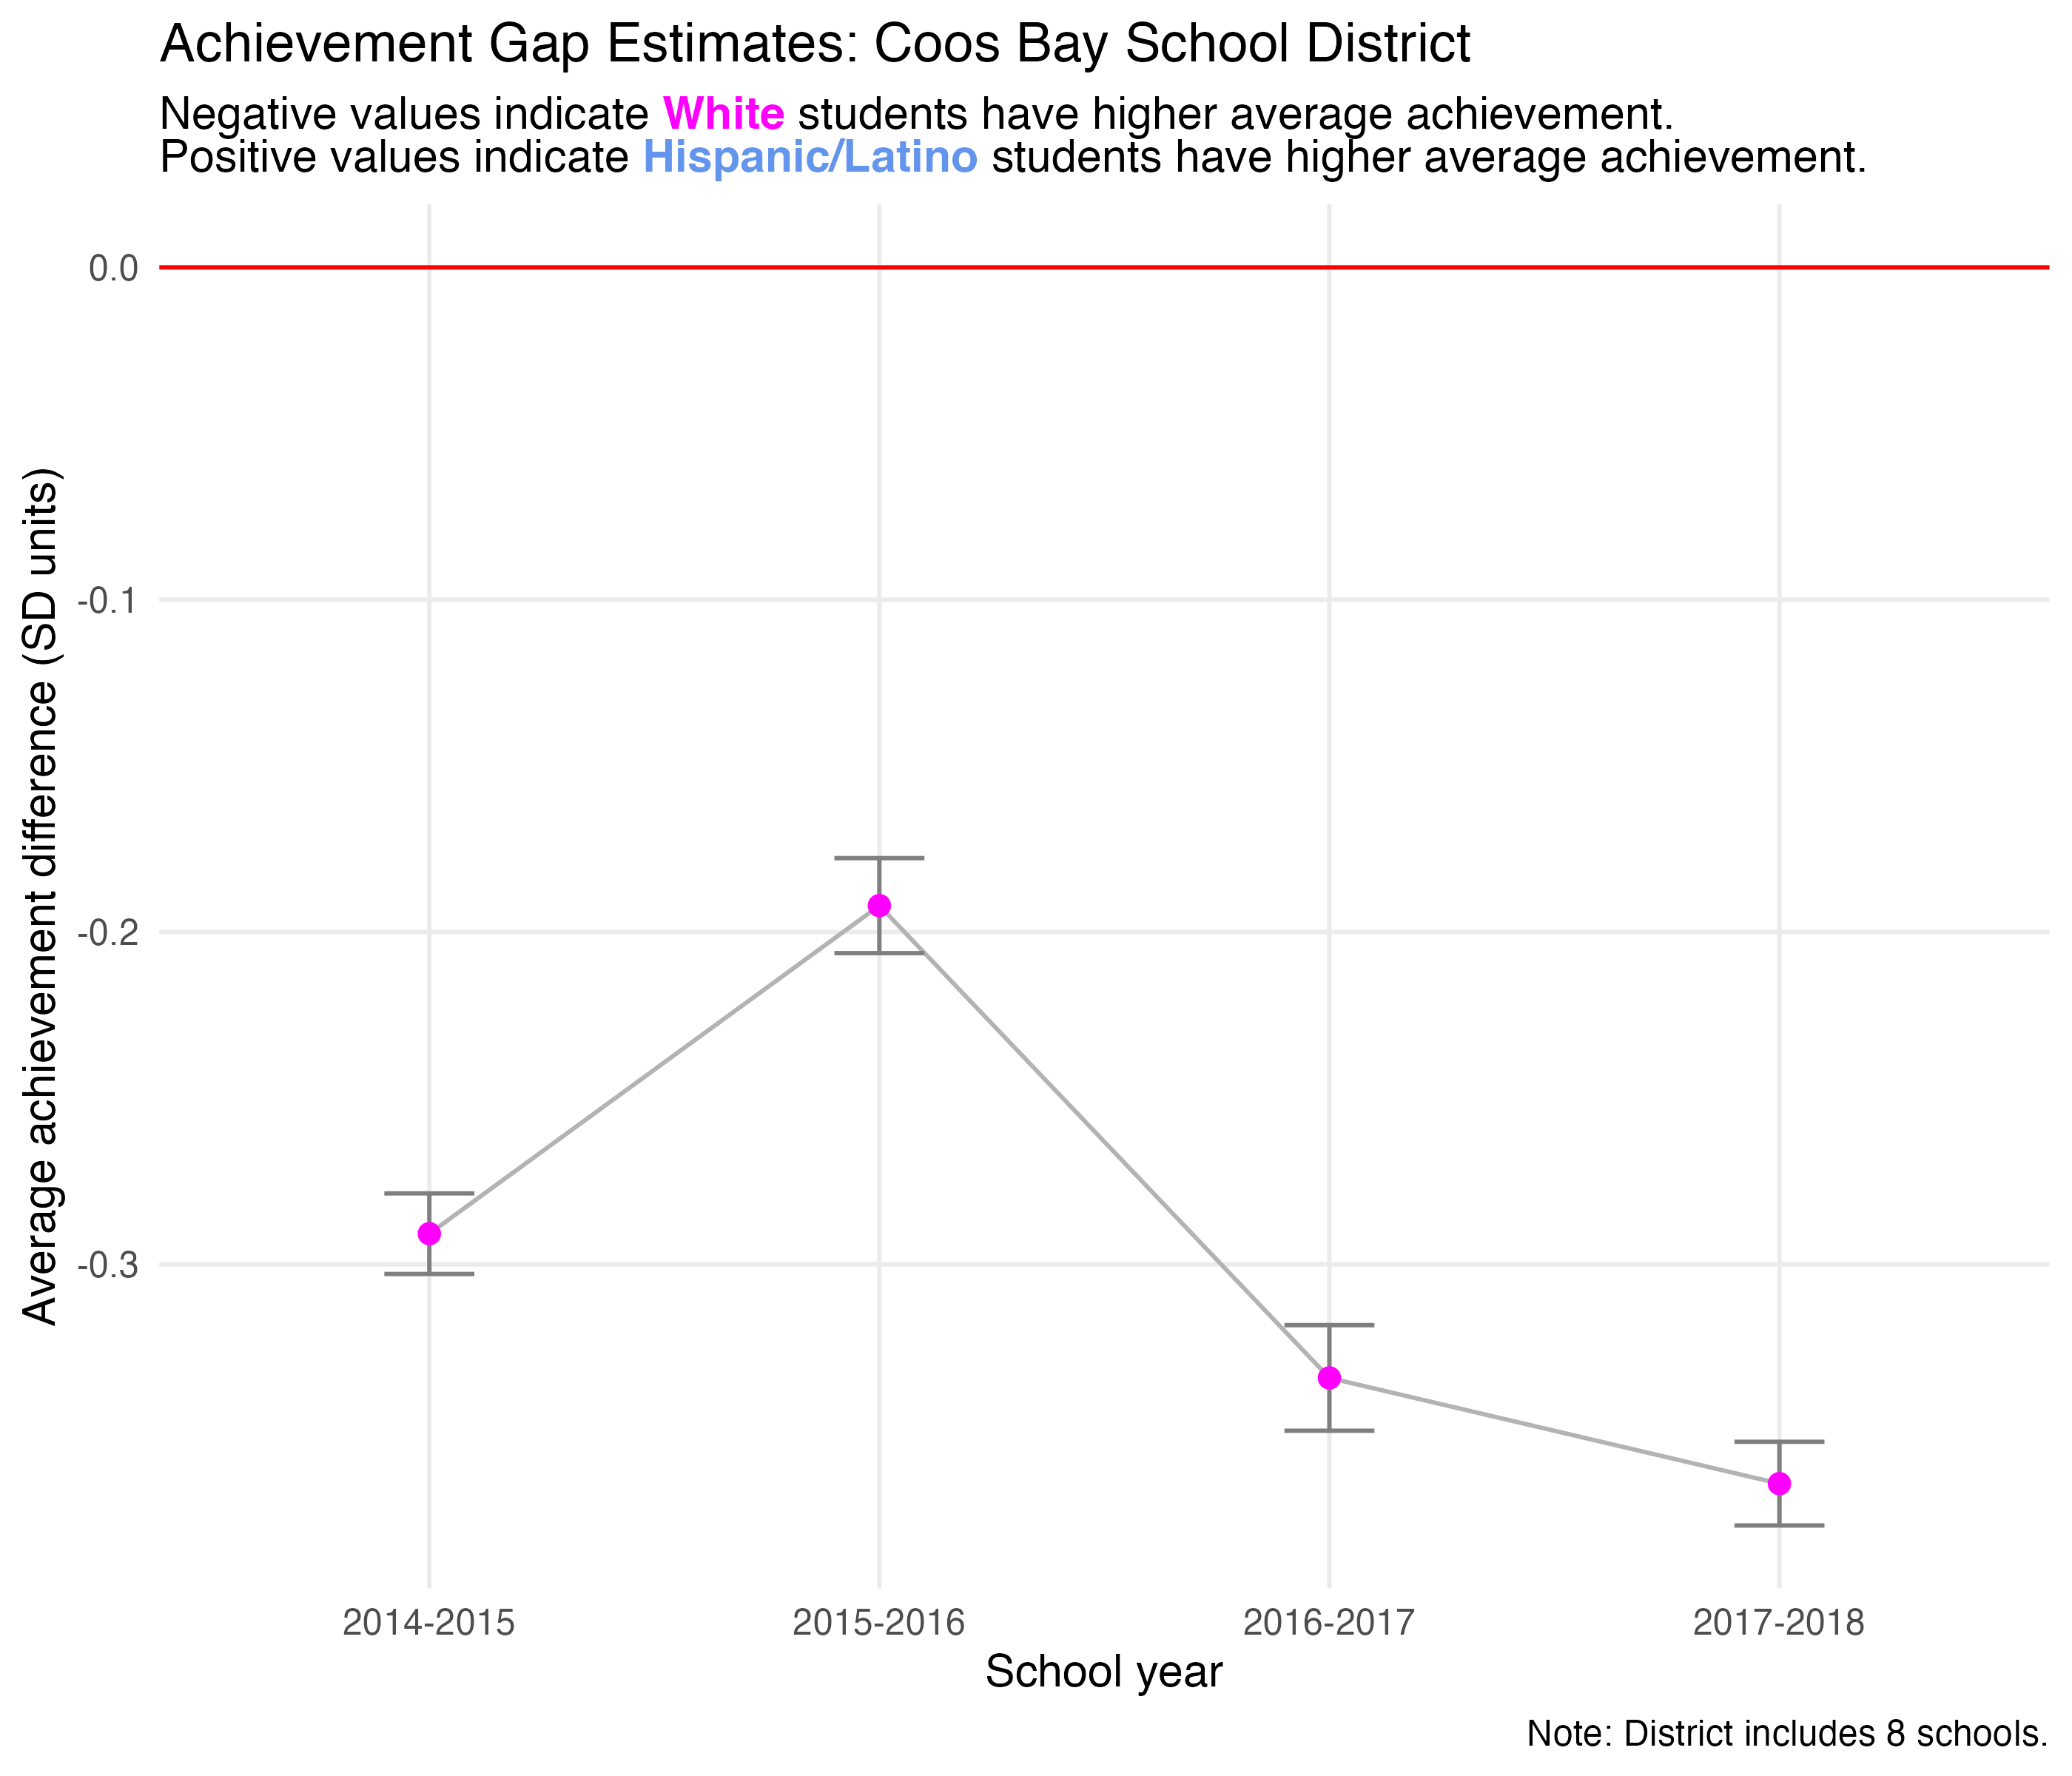 Achievement Gap Estimates: Coos Bay School District
Negative values indicate White students have higher average achievement.
Positive values indicate Hispanic/Latino students have higher average achievement.
Average achievement difference (SD units)
0.0
-0.1
-0.2
-0.3
2014-2015 2015-2016 2016-2017 2017-2018
School year
Note: District includes 8 schools.